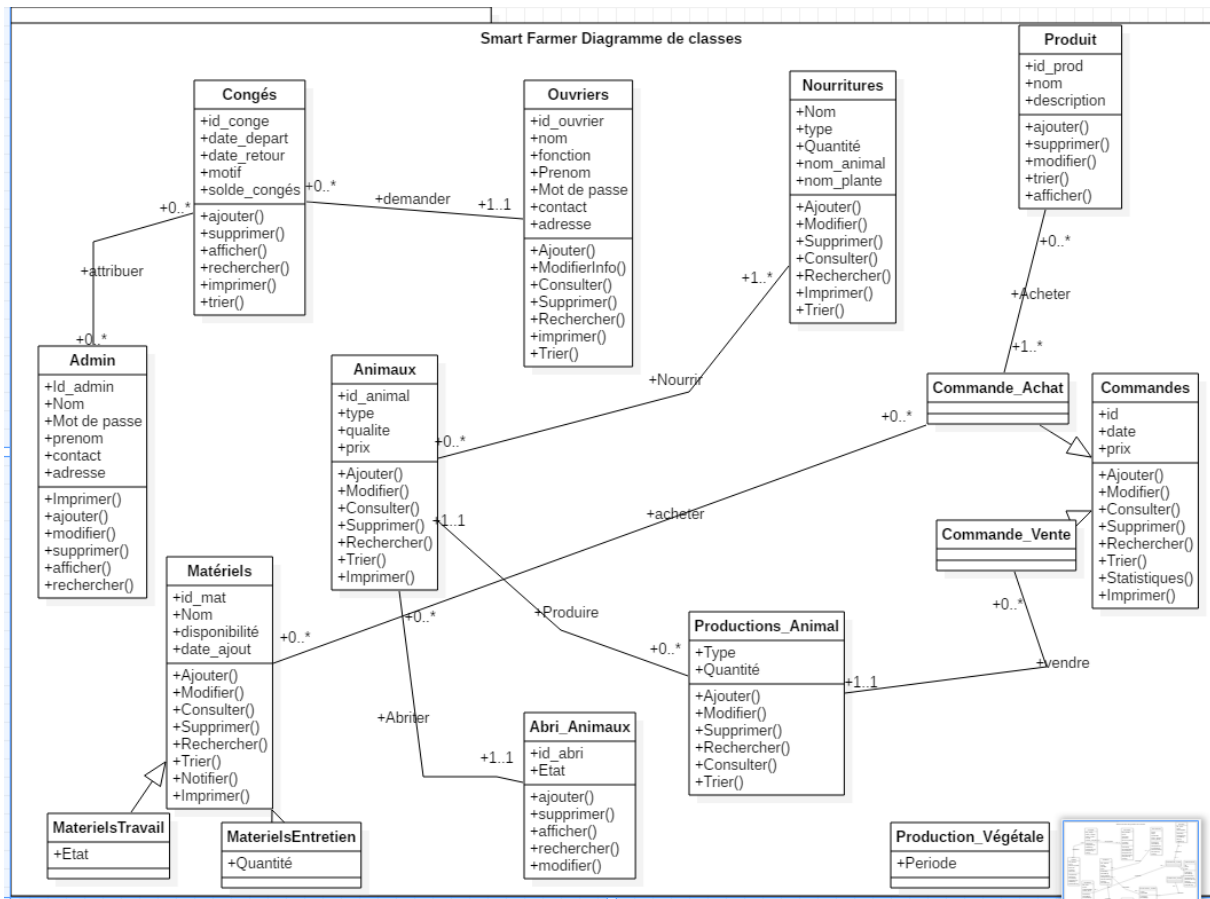 Smart Farmer Diagramme de classes
Congés
+id_conge
+date_depart
+date_retour
+motif
+solde_congés
+ajouter()
+supprimer()
+afficher()
+rechercher()
+imprimer()
+trier()
Ouvriers
+id_ouvrier
+nom
+fonction
+Prenom
+Mot de passe
+contact
+adresse
+Ajouter()
+ModifierInfo()
+Consulter()
+Supprimer()
+Rechercher()
+imprimer()
+Trier()
Nourritures
+Nom
+type
+Quantité
+nom_animal
+nom_plante
+Ajouter()
+Modifier()
+Supprimer()
+Consulter()
+Rechercher()
+Imprimer()
+Trier()
Produit
+id_prod
+nom
+description
+ajouter()
+supprimer()
+modifier()
+trier()
+afficher()
+0..*
+demander
+1..1
+0..*
+attribuer
+0..*
+1..*
+Nourrir
+0..*
+0..*
+Acheter
+1..*
Admin
+Id_admin
+Nom
+Mot de passe
+prenom
+contact
+adresse
+Imprimer()
+ajouter()
+modifier()
+supprimer()
+afficher()
+rechercher()
Animaux
+id_animal
+type
+qualite
+prix
+Ajouter()
+Modifier()
+Consulter()
+Supprimer()
+Rechercher()
+Trier()
+Imprimer()
Commande_Achat
Commandes
+id
+date
+prix
+Ajouter()
+Modifier()
+Consulter()
+Supprimer()
+Rechercher()
+Trier()
+Statistiques()
+Imprimer()
Commande_Vente
+0..*
+acheter
+0..*
+1..1
+Produire
+0..*
+0..*
+vendre
+1..1
+0..*
+Abriter
+1..1
Matériels
+id_mat
+Nom
+disponibilité
+date_ajout
+Ajouter()
+Modifier()
+Consulter()
+Supprimer()
+Rechercher()
+Trier()
+Notifier()
+Imprimer()
Productions_Animal
+Type
+Quantité
+Ajouter()
+Modifier()
+Supprimer()
+Rechercher()
+Consulter()
+Trier()
Abri_Animaux
+id_abri
+Etat
+ajouter()
+supprimer()
+afficher()
+rechercher()
+modifier()
MaterielsTravail
+Etat
MaterielsEntretien
+Quantité
Production_Végétale
+Periode